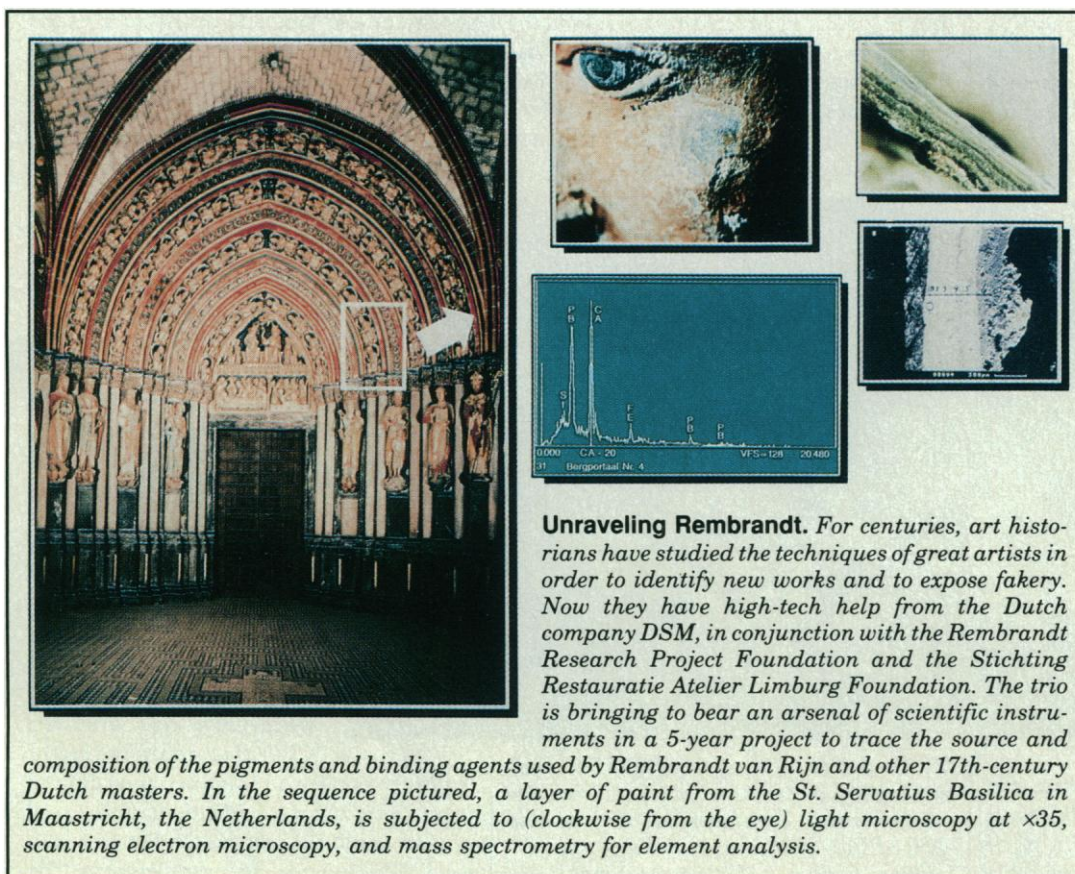 PB
CA
SI
FE
PB
PB
0.000 CA - 20 VFS=128 20.480
31 Bergportaal Nr. 4
Unraveling Rembrandt. For centuries, art histo-
rians have studied the techniques of great artists in
order to identify new works and to expose fakery.
Now they have high-tech help from the Dutch
company DSM, in conjunction with the Rembrandt
Research Project Foundation and the Stichting
Restauratie Atelier Limburg Foundation. The trio
is bringing to bear an arsenal of scientific instru-
ments in a 5-year project to trace the source and
composition of the pigments and binding agents used by Rembrandt van Rijn and other 17th-century
Dutch masters. In the sequence pictured, a layer of paint from the St. Servatius Basilica in
Maastricht, the Netherlands, is subjected to (clockwise from the eye) light microscopy at ×35,
scanning electron microscopy, and mass spectrometry for element analysis.